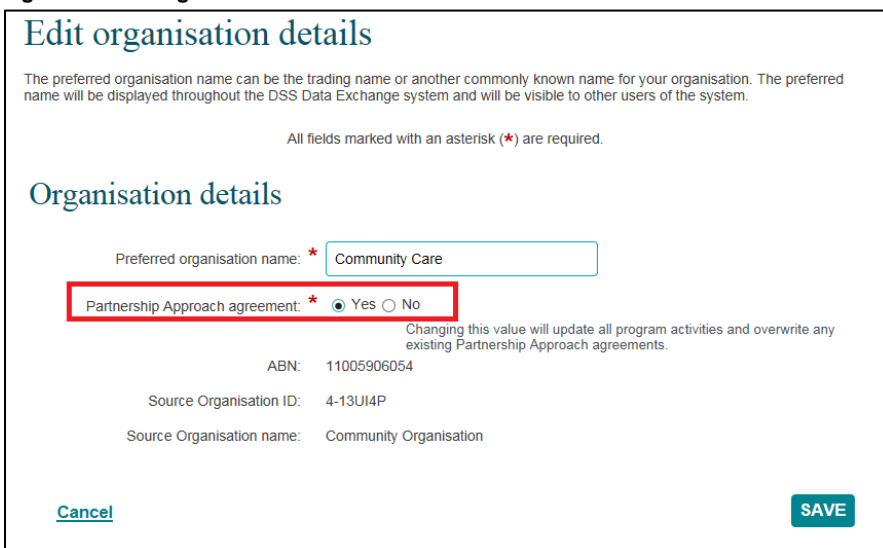 Edit organisation details
The preferred organisation name can be the trading name or another commonly known name for your organisation. The preferred
name will be displayed throughout the DSS Data Exchange system and will be visible to other users of the system.
All fields marked with an asterisk (*) are required.
Organisation details
Preferred organisation name: * Community Care
Partnership Approach agreement: * Yes No
Changing this value will update all program activities and overwrite any
existing Partnership Approach agreements.
ABN: 11005906054
Source Organisation ID: 4-13UI4P
Source Organisation name: Community Organisation
Cancel SAVE